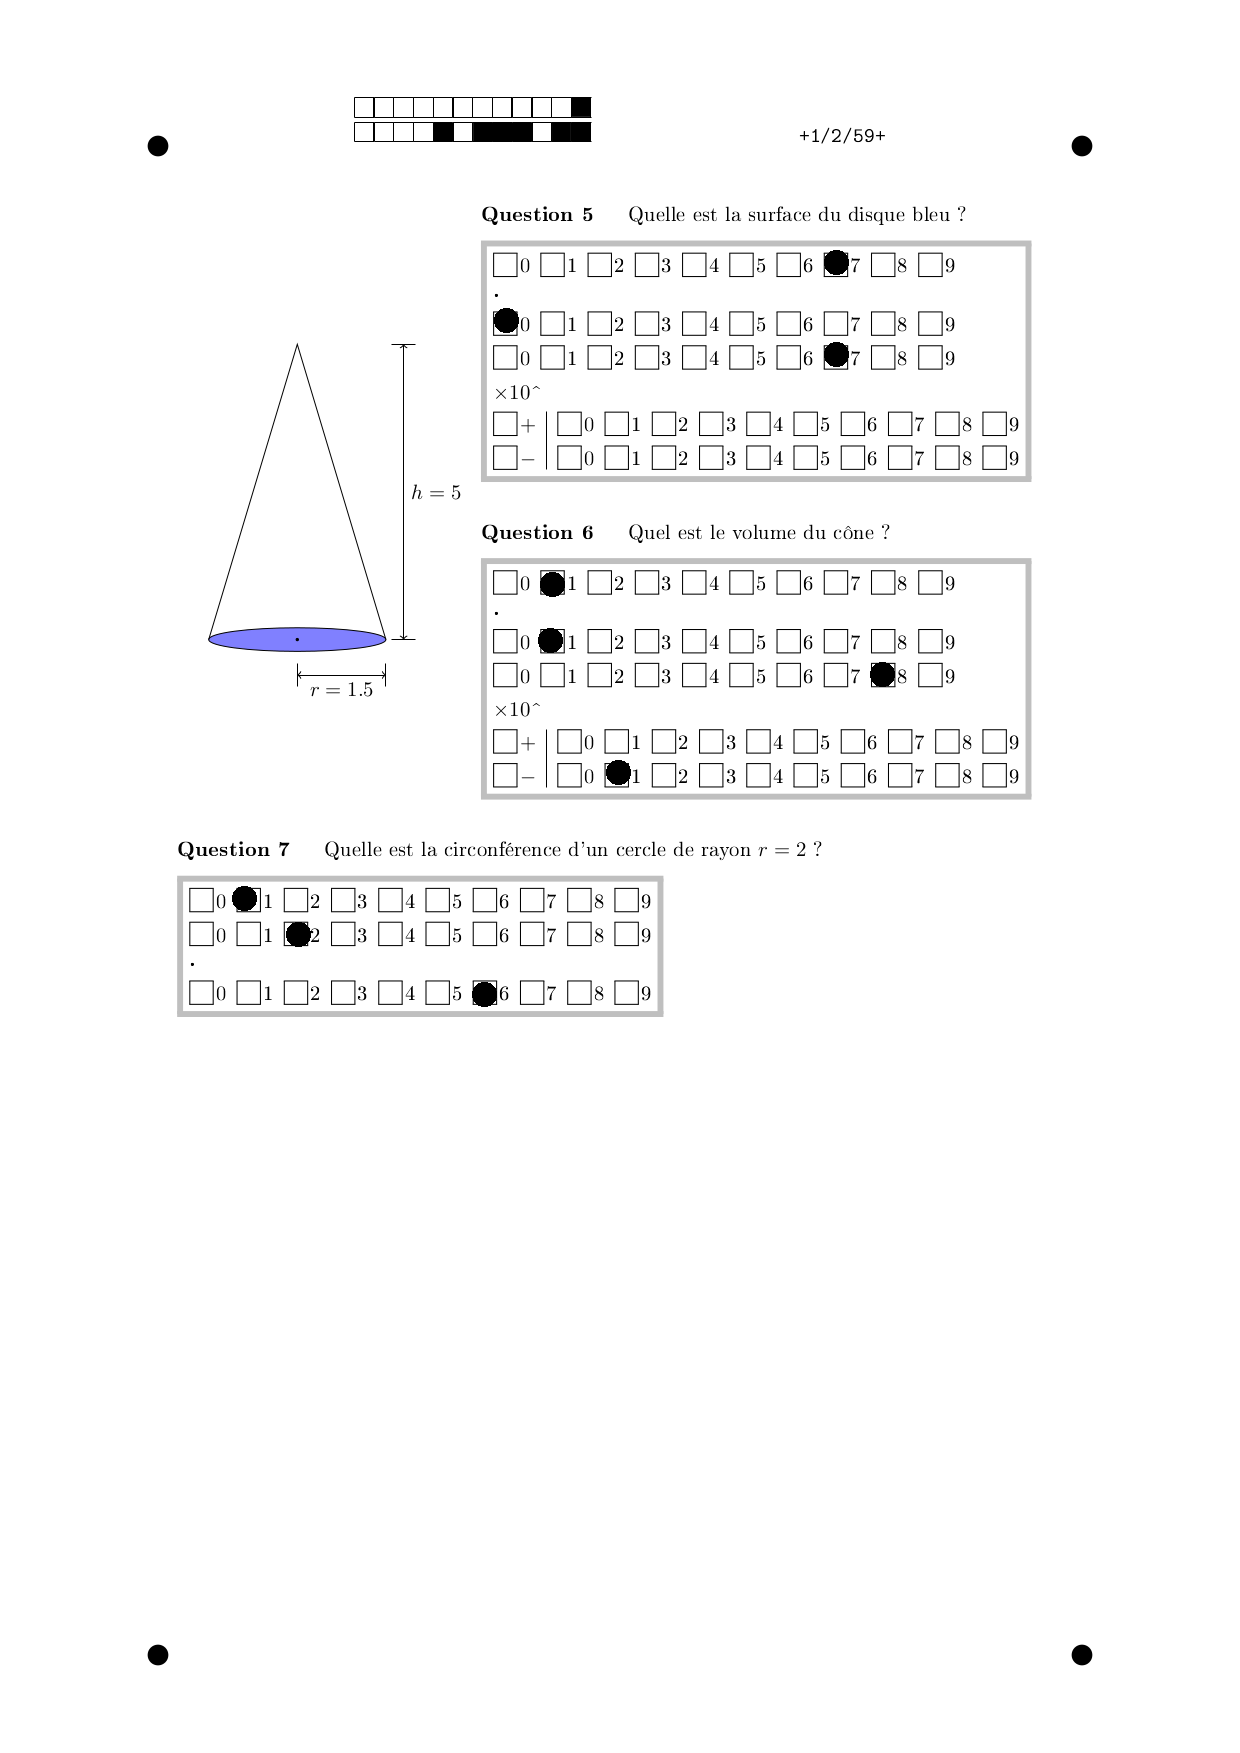 +1/2/59+
Question 5 Quelle est la surface du disque bleu ?
0 1 2 3 4 5 6 7 8 9
.
0 1 2 3 4 5 6 7 8 9
0 1 2 3 4 5 6 7 8 9
×10^
+ 0 1 2 3 4 5 6 7 8 9
− 0 1 2 3 4 5 6 7 8 9
h = 5
r = 1.5
Question 6 Quel est le volume du cône ?
0 1 2 3 4 5 6 7 8 9
.
0 1 2 3 4 5 6 7 8 9
0 1 2 3 4 5 6 7 8 9
×10^
+ 0 1 2 3 4 5 6 7 8 9
− 0 1 2 3 4 5 6 7 8 9
Question 7 Quelle est la circonférence d'un cercle de rayon r = 2 ?
0 1 2 3 4 5 6 7 8 9
0 1 2 3 4 5 6 7 8 9
.
0 1 2 3 4 5 6 7 8 9